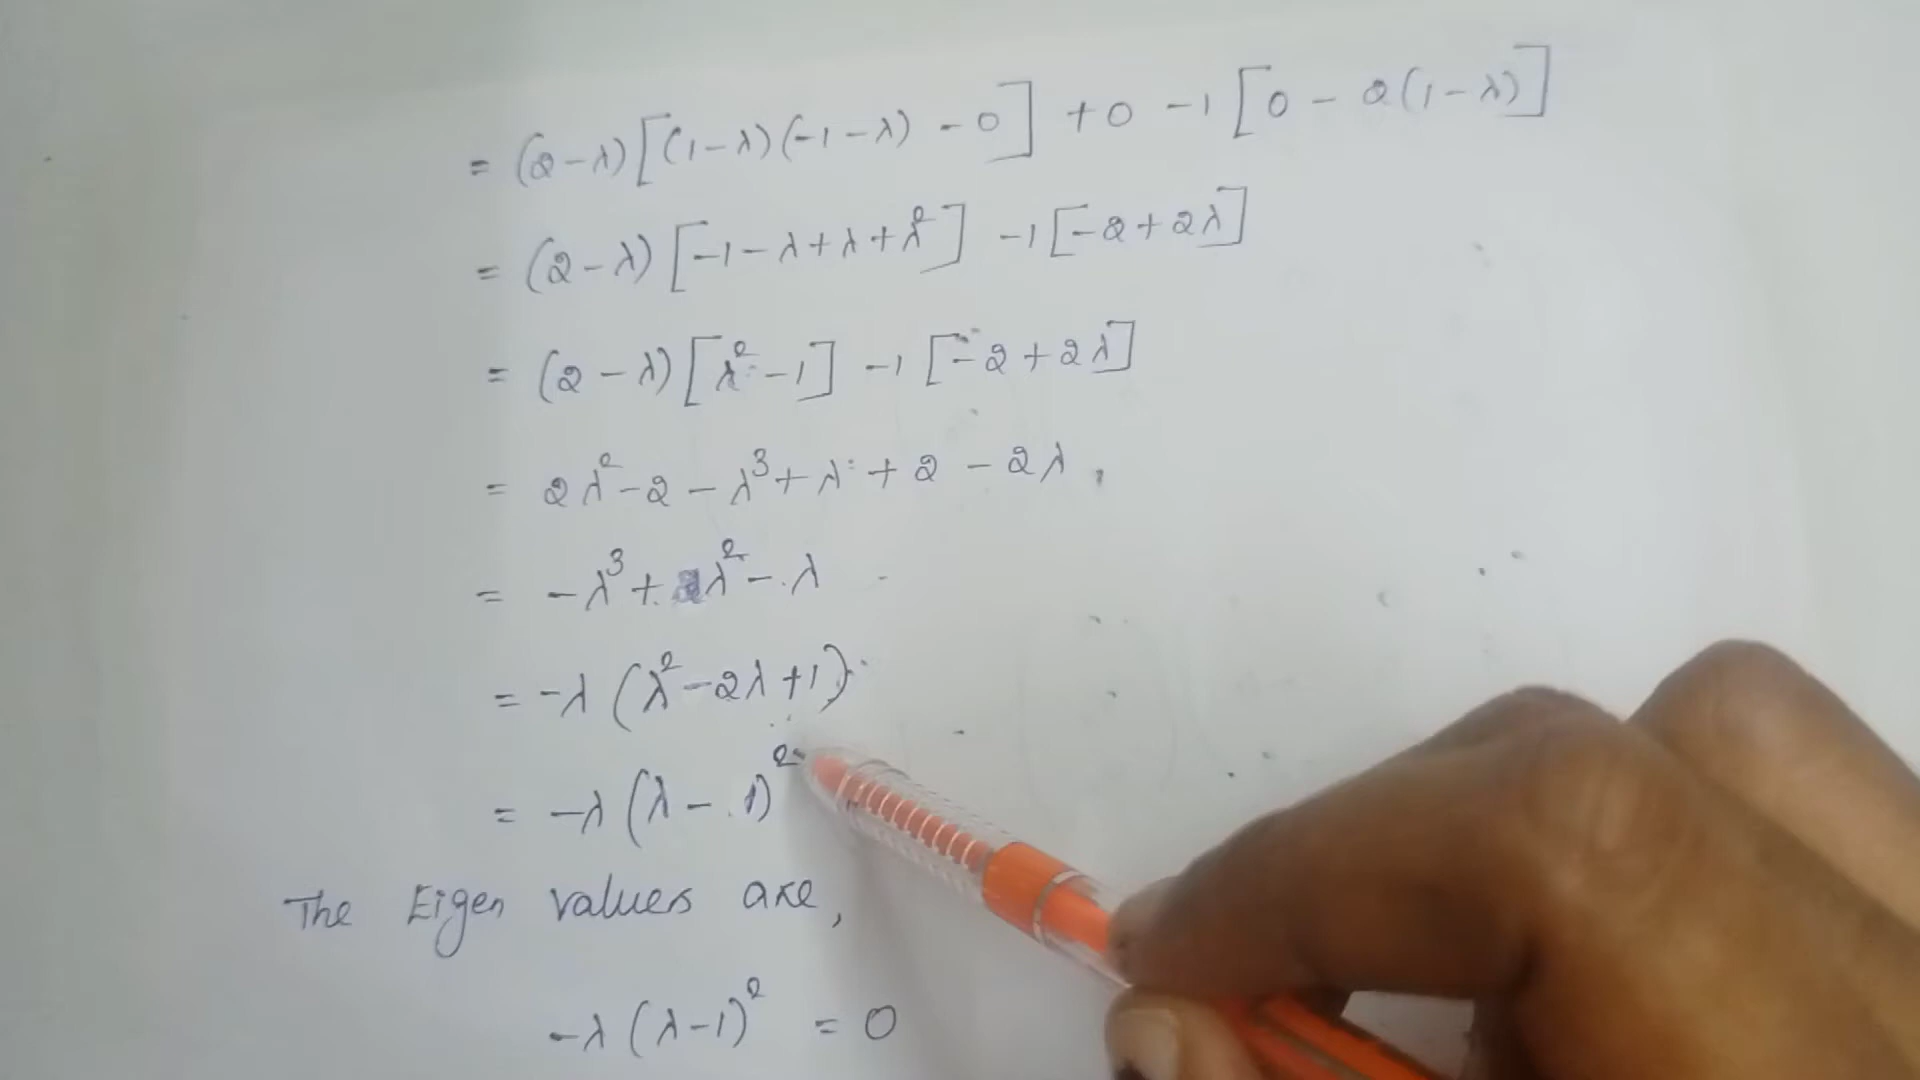 = (2-λ)[(1-λ)(-1-λ) -0] +0 -1[0 - 2(1-λ)]
= (2-λ)[-1-λ+λ+λ²] -1[-2+2λ]
= (2-λ)[λ²-1] -1[-2+2λ]
= 2λ²-2-λ³+λ+2-2λ,
= -λ³+2λ²-λ
= -λ(λ²-2λ+1)
= -λ(λ-1)²
The Eigen values are,
-λ(λ-1)² = 0